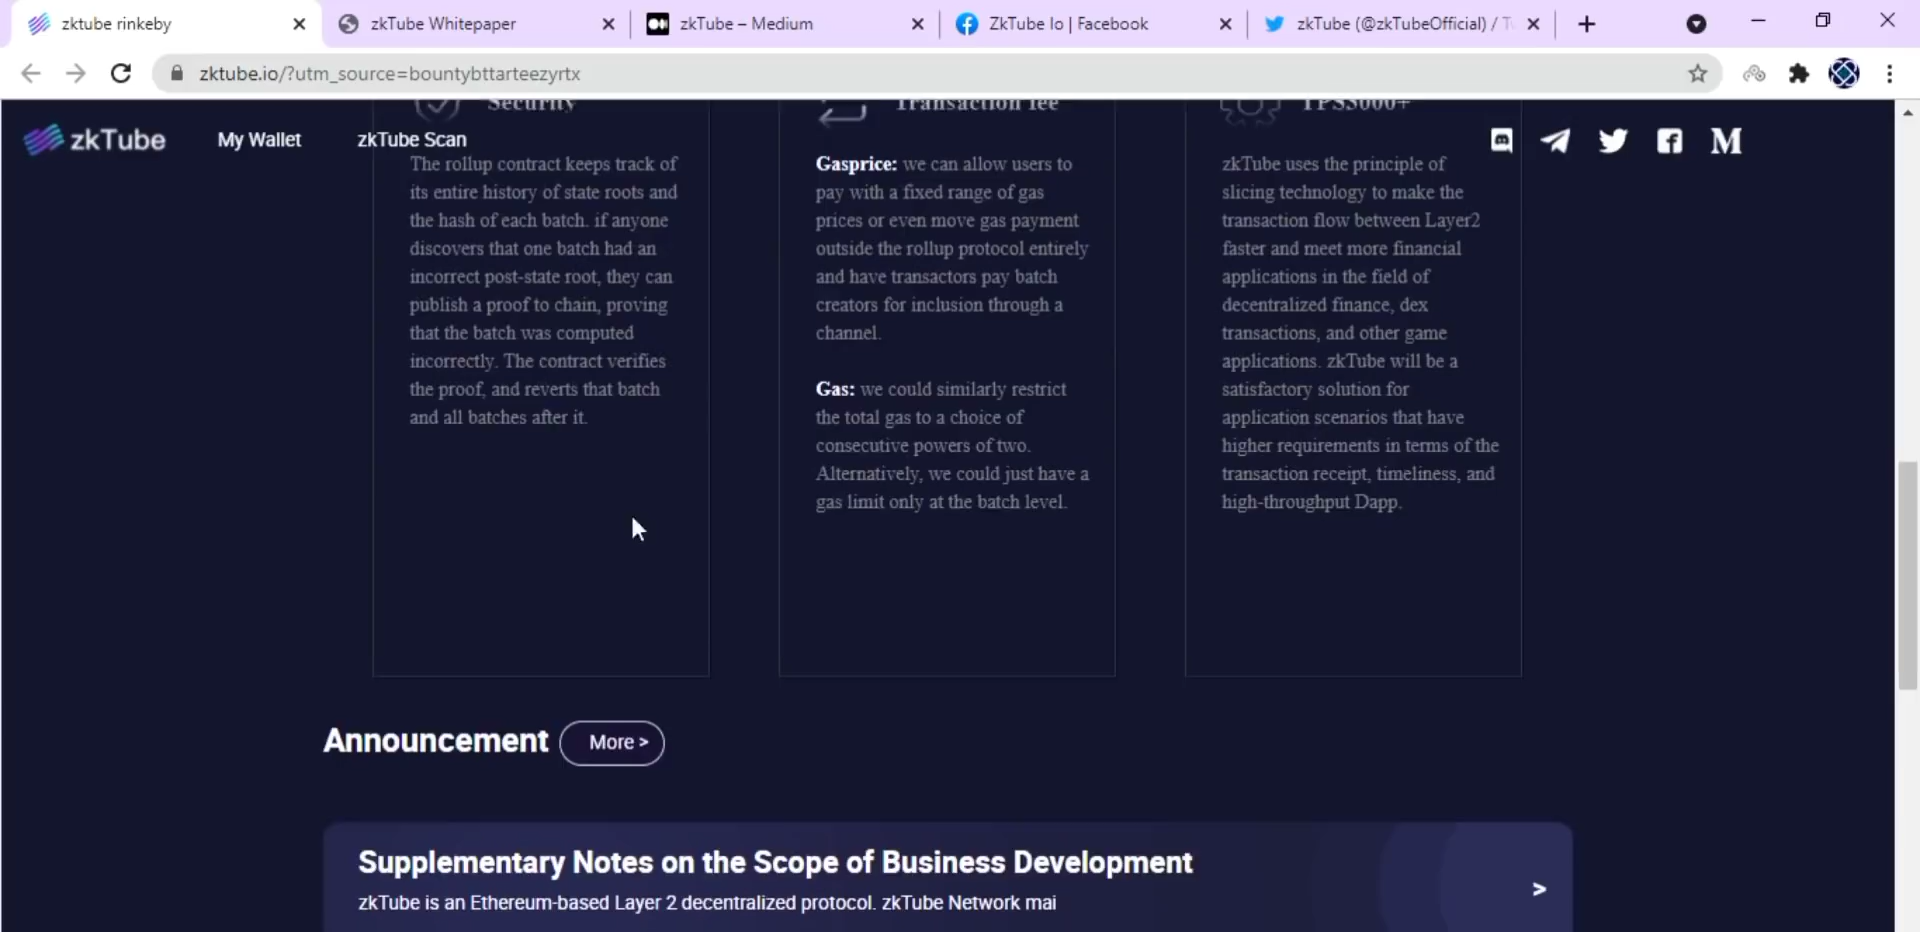 zktube rinkeby
zkTube Whitepaper
zkTube – Medium
ZkTube Io | Facebook
zkTube (@zkTubeOfficial) / T
zktube.io/?utm_source=bountybttarteezyrtx
zkTube
My Wallet
zkTube Scan
M
Security
The rollup contract keeps track of
its entire history of state roots and
the hash of each batch. if anyone
discovers that one batch had an
incorrect post-state root, they can
publish a proof to chain, proving
that the batch was computed
incorrectly. The contract verifies
the proof, and reverts that batch
and all batches after it.
Transaction fee
Gasprice: we can allow users to
pay with a fixed range of gas
prices or even move gas payment
outside the rollup protocol entirely
and have transactors pay batch
creators for inclusion through a
channel.
Gas: we could similarly restrict
the total gas to a choice of
consecutive powers of two.
Alternatively, we could just have a
gas limit only at the batch level.
TPS3000+
zkTube uses the principle of
slicing technology to make the
transaction flow between Layer2
faster and meet more financial
applications in the field of
decentralized finance, dex
transactions, and other game
applications. zkTube will be a
satisfactory solution for
application scenarios that have
higher requirements in terms of the
transaction receipt, timeliness, and
high-throughput Dapp.
Announcement
More >
Supplementary Notes on the Scope of Business Development
zkTube is an Ethereum-based Layer 2 decentralized protocol. zkTube Network mai
>